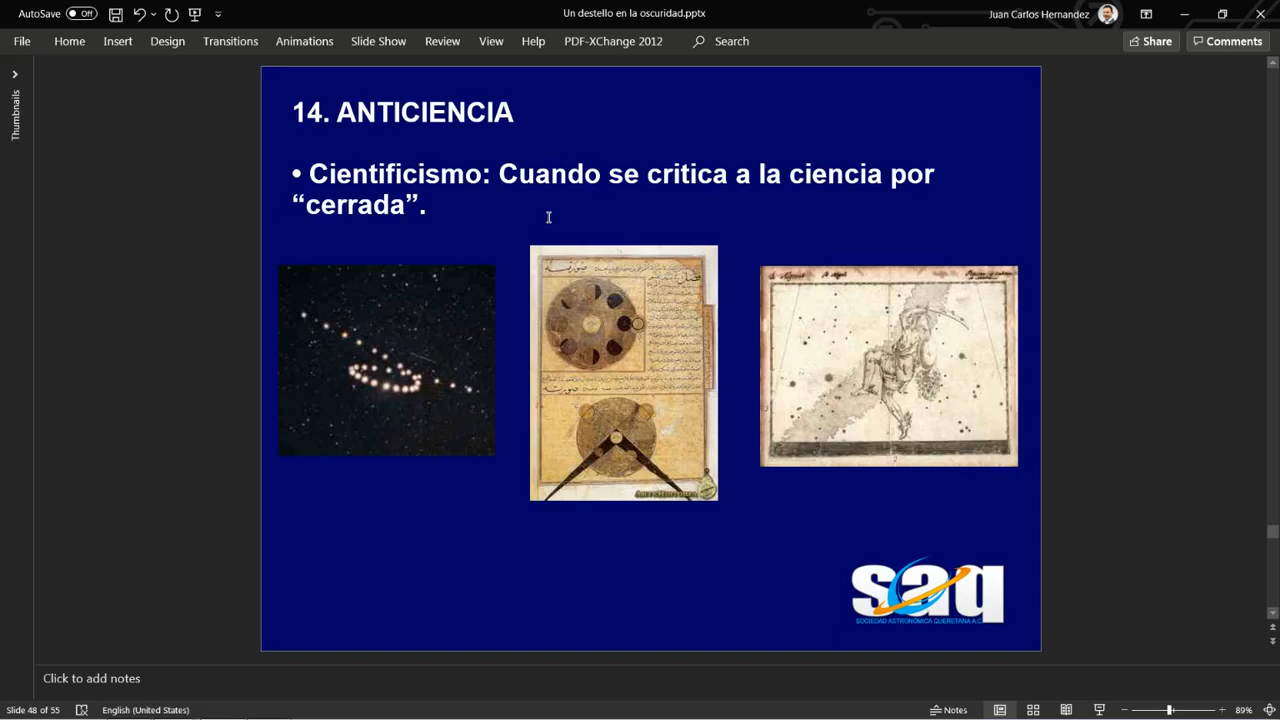 AutoSave Off
Un destello en la oscuridad.pptx
Juan Carlos Hernandez
File Home Insert Design Transitions Animations Slide Show Review View Help PDF-XChange 2012 Search Share Comments
Thumbnails
14. ANTICIENCIA
• Cientificismo: Cuando se critica a la ciencia por
“cerrada”.
saq
SOCIEDAD ASTRONÓMICA QUERETANA A.C.
Click to add notes
Slide 48 of 55 English (United States) Notes 89%